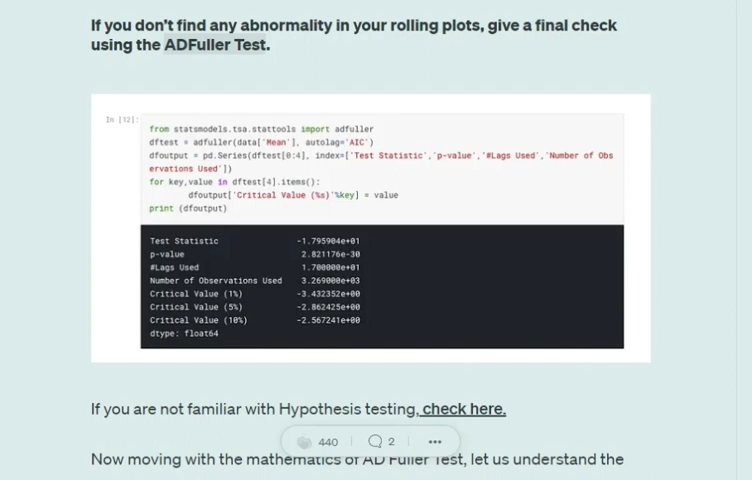 If you don't find any abnormality in your rolling plots, give a final check
using the ADFuller Test.
In [12]:
from statsmodels.tsa.stattools import adfuller
dftest = adfuller(data['Mean'], autolag='AIC')
dfoutput = pd.Series(dftest[0:4], index=['Test Statistic','p-value','#Lags Used','Number of Obs
ervations Used'])
for key,value in dftest[4].items():
dfoutput['Critical Value (%s)'%key] = value
print (dfoutput)
Test Statistic -1.795904e+01
p-value 2.821176e-30
#Lags Used 1.700000e+01
Number of Observations Used 3.269000e+03
Critical Value (1%) -3.432352e+00
Critical Value (5%) -2.862425e+00
Critical Value (10%) -2.567241e+00
dtype: float64
If you are not familiar with Hypothesis testing, check here.
440 2
Now moving with the mathematics of AD Fuller Test, let us understand the